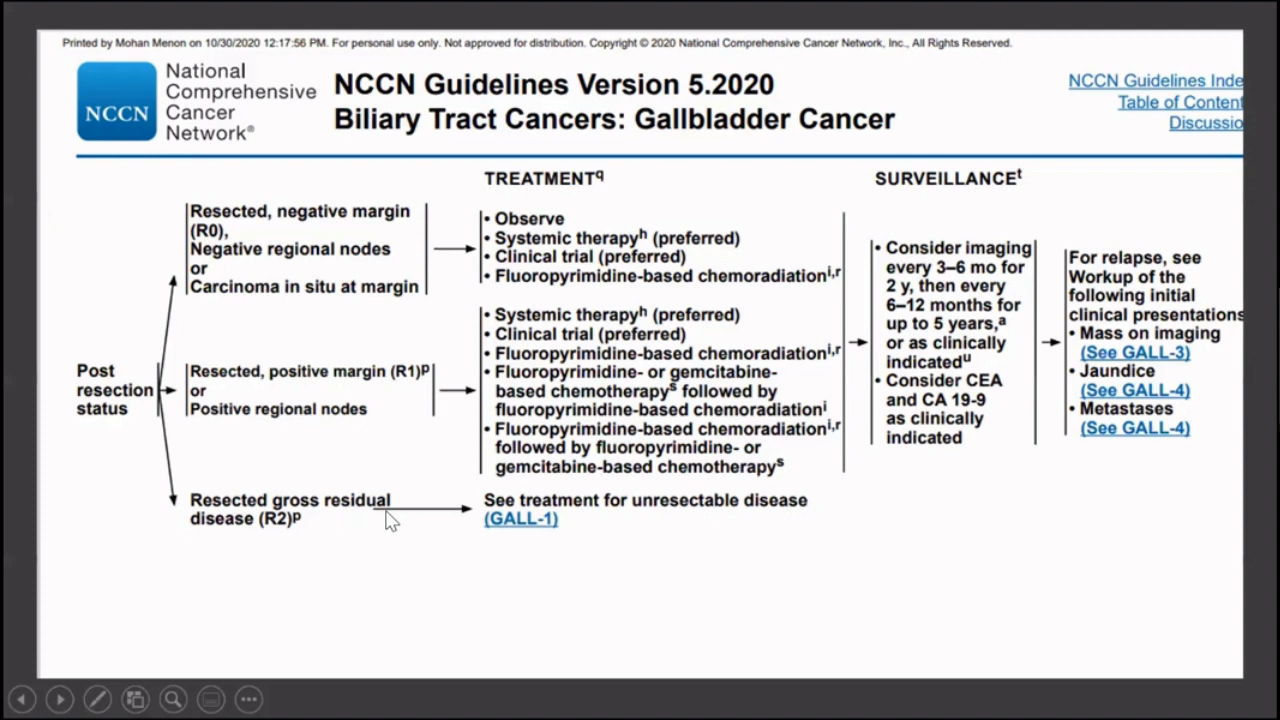 Printed by Mohan Menon on 10/30/2020 12:17:56 PM. For personal use only. Not approved for distribution. Copyright © 2020 National Comprehensive Cancer Network, Inc., All Rights Reserved.
NCCN
National
Comprehensive
Cancer
Network®
NCCN Guidelines Version 5.2020
Biliary Tract Cancers: Gallbladder Cancer
NCCN Guidelines Inde
Table of Content
Discussio
TREATMENTq
SURVEILLANCEt
Post
resection
status
Resected, negative margin
(R0),
Negative regional nodes
or
Carcinoma in situ at margin
• Observe
• Systemic therapyh (preferred)
• Clinical trial (preferred)
• Fluoropyrimidine-based chemoradiationi,r
Resected, positive margin (R1)p
or
Positive regional nodes
• Systemic therapyh (preferred)
• Clinical trial (preferred)
• Fluoropyrimidine-based chemoradiationi,r
• Fluoropyrimidine- or gemcitabine-
based chemotherapys followed by
fluoropyrimidine-based chemoradiationi
• Fluoropyrimidine-based chemoradiationi,r
followed by fluoropyrimidine- or
gemcitabine-based chemotherapys
Resected gross residual
disease (R2)p
See treatment for unresectable disease
(GALL-1)
• Consider imaging
every 3–6 mo for
2 y, then every
6–12 months for
up to 5 years,a
or as clinically
indicatedu
• Consider CEA
and CA 19-9
as clinically
indicated
For relapse, see
Workup of the
following initial
clinical presentations
• Mass on imaging
(See GALL-3)
• Jaundice
(See GALL-4)
• Metastases
(See GALL-4)